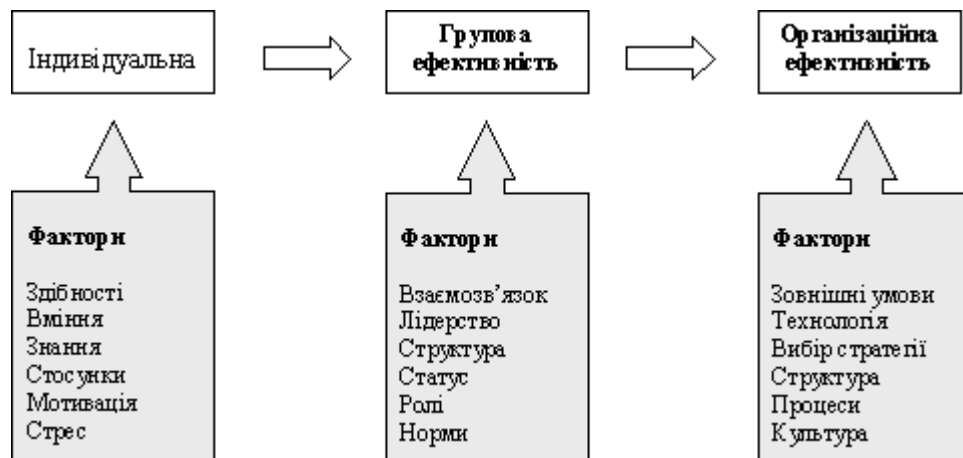 Індивідуальна
Групова
ефективність
Організаційна
ефективність
Фактори
Здібності
Вміння
Знання
Стосунки
Мотивація
Стрес
Фактори
Взаємозв’язок
Лідерство
Структура
Статус
Ролі
Норми
Фактори
Зовнішні умови
Технологія
Вибір стратегії
Структура
Процеси
Культура